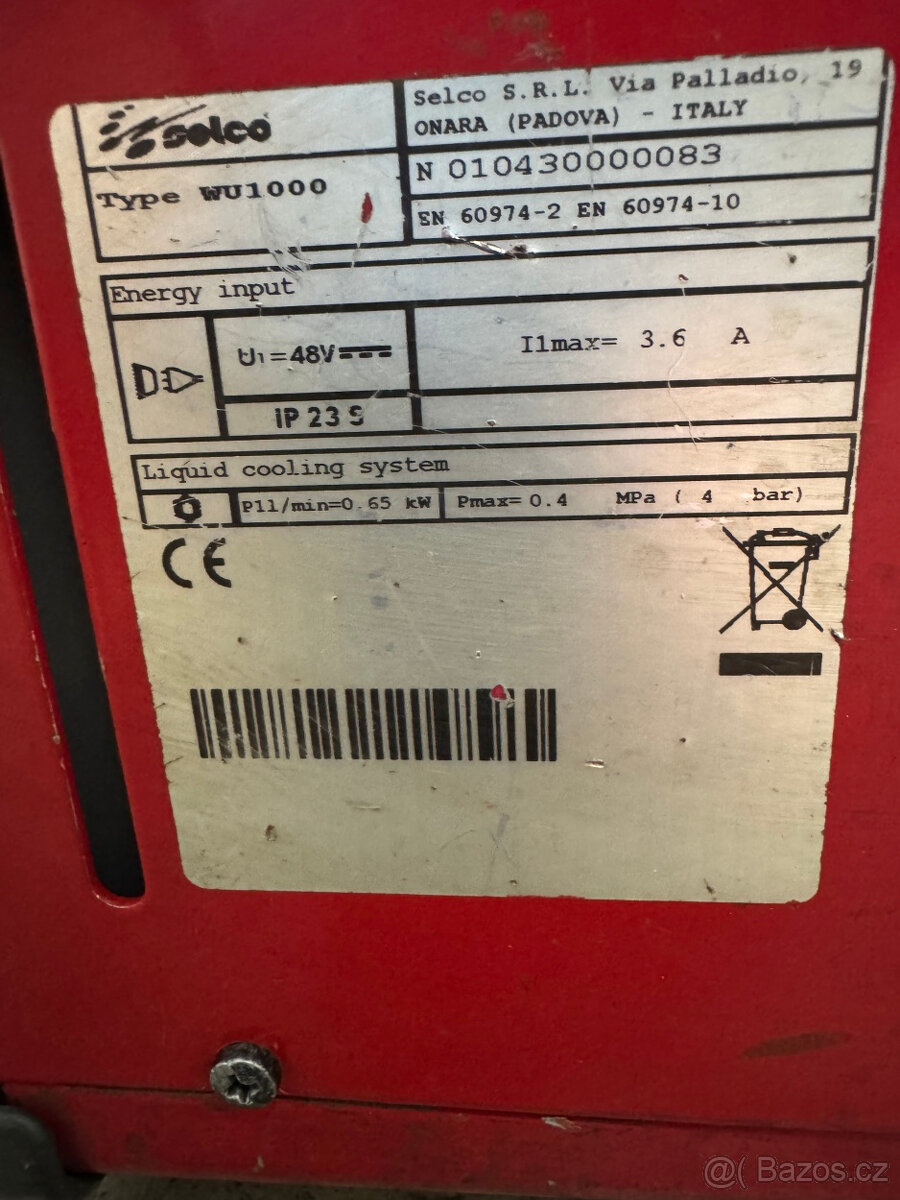 selco
Selco S.R.L. Via Palladio, 19
ONARA (PADOVA) - ITALY
Type WU1000
N 010430000083
EN 60974-2 EN 60974-10
Energy input
U1=48V
I1max= 3.6 A
IP 23 S
Liquid cooling system
P1l/min=0.65 kW
Pmax= 0.4 MPa ( 4 bar)
CE
@( Bazos.cz